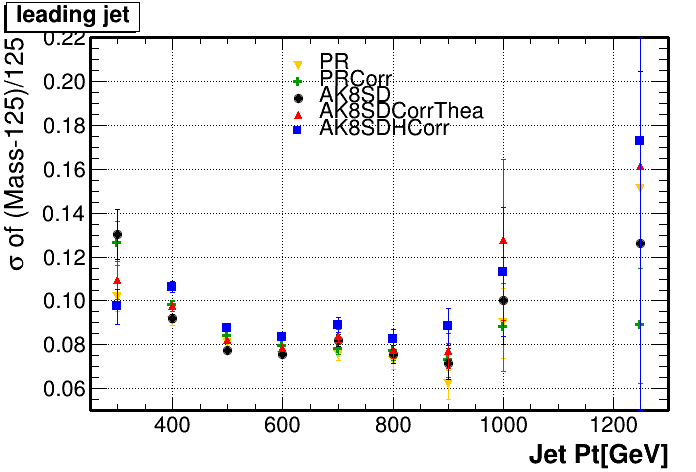 leading jet
σ of (Mass-125)/125
0.22
0.20
0.18
0.16
0.14
0.12
0.10
0.08
0.06
PR
PRCorr
AK8SD
AK8SDCorrThea
AK8SDHCorr
400 600 800 1000 1200
Jet Pt[GeV]